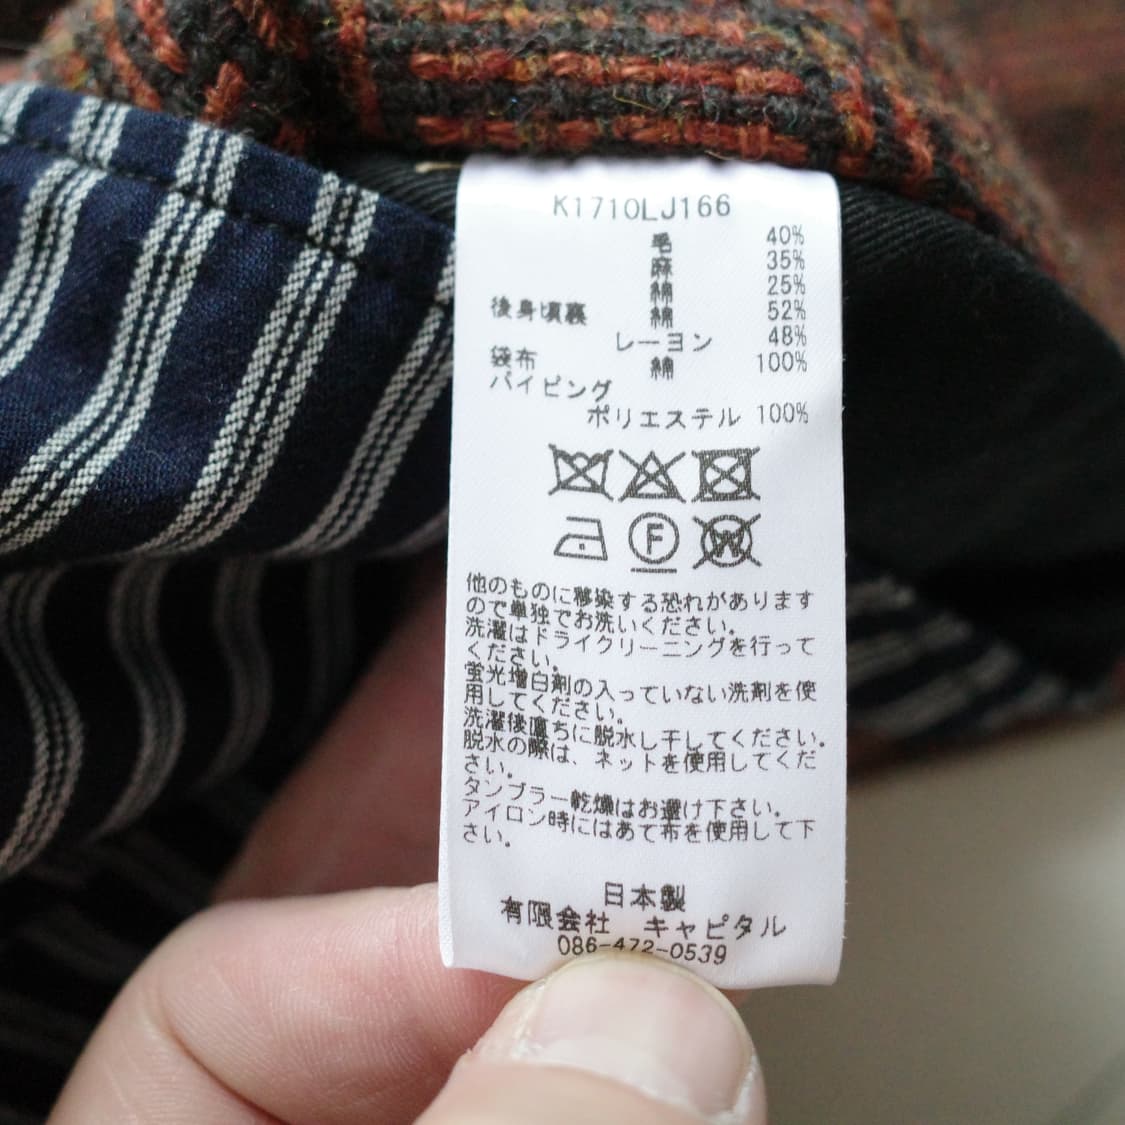 K1710LJ166
毛 40%
麻 35%
綿 25%
後身頃裏 綿 52%
レーヨン 48%
袋布 綿 100%
パイピング
ポリエステル 100%
F W
他のものに移染する恐れがあります
ので単独でお洗いください。
洗濯はドライクリーニングを行って
ください。
蛍光増白剤の入っていない洗剤を使
用してください。
洗濯後直ちに脱水し干してください。
脱水の際は、ネットを使用してくだ
さい。
タンブラー乾燥はお避け下さい。
アイロン時にはあて布を使用して下
さい。
日本製
有限会社 キャピタル
086-472-0539